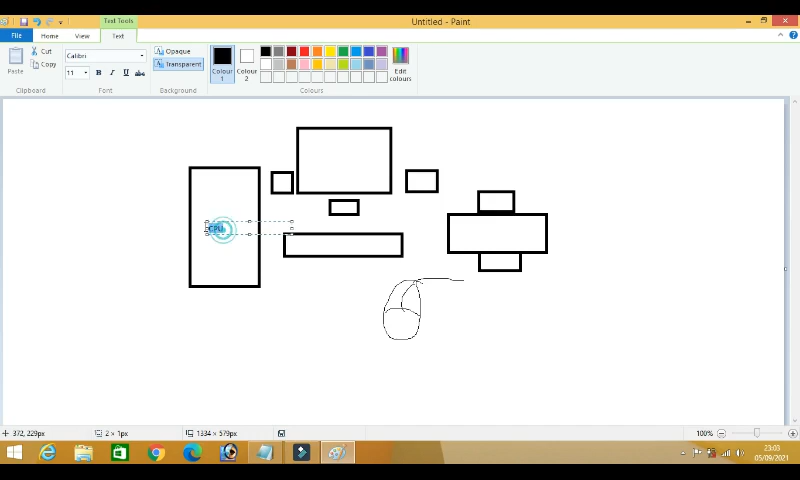 Text Tools
Untitled - Paint
File
Home
View
Text
Paste
Cut
Copy
Clipboard
Calibri
11
B I U abc
Font
Opaque
Transparent
Background
Colour 1
Colour 2
Edit colours
Colours
CPU
372, 229px
2 × 1px
1334 × 579px
100%
23:03
05/09/2021